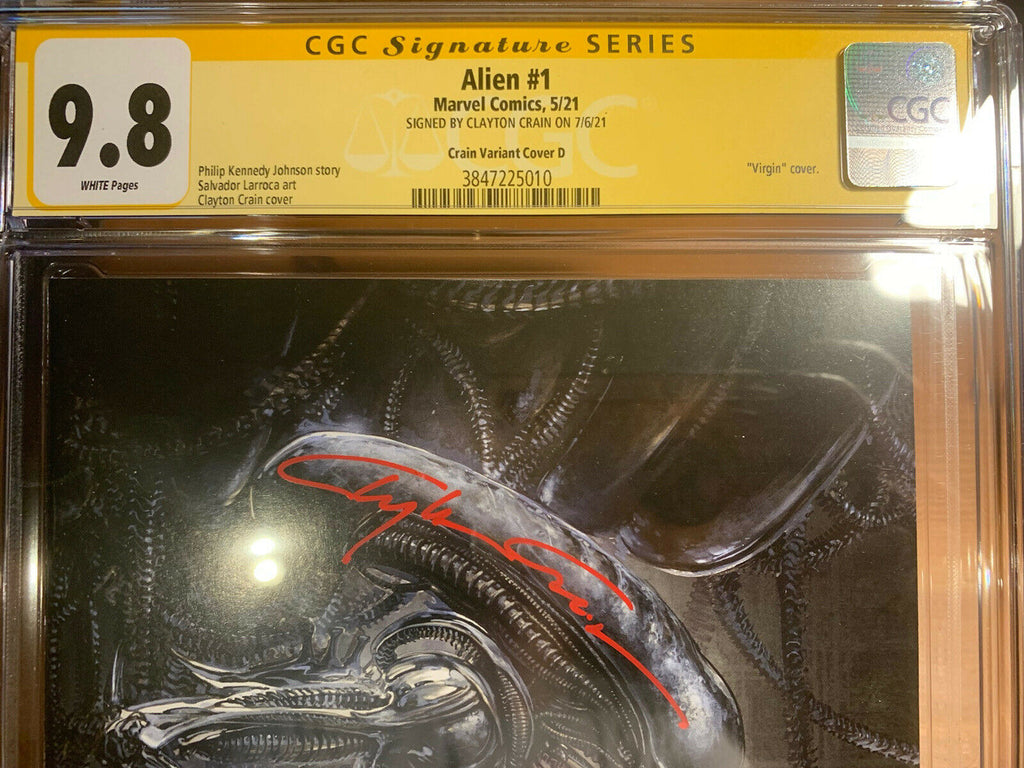 CGC Signature SERIES
9.8
WHITE Pages
Alien #1
Marvel Comics, 5/21
SIGNED BY CLAYTON CRAIN ON 7/6/21
Crain Variant Cover D
3847225010
Philip Kennedy Johnson story
Salvador Larroca art
Clayton Crain cover
"Virgin" cover.
CGC
CGC